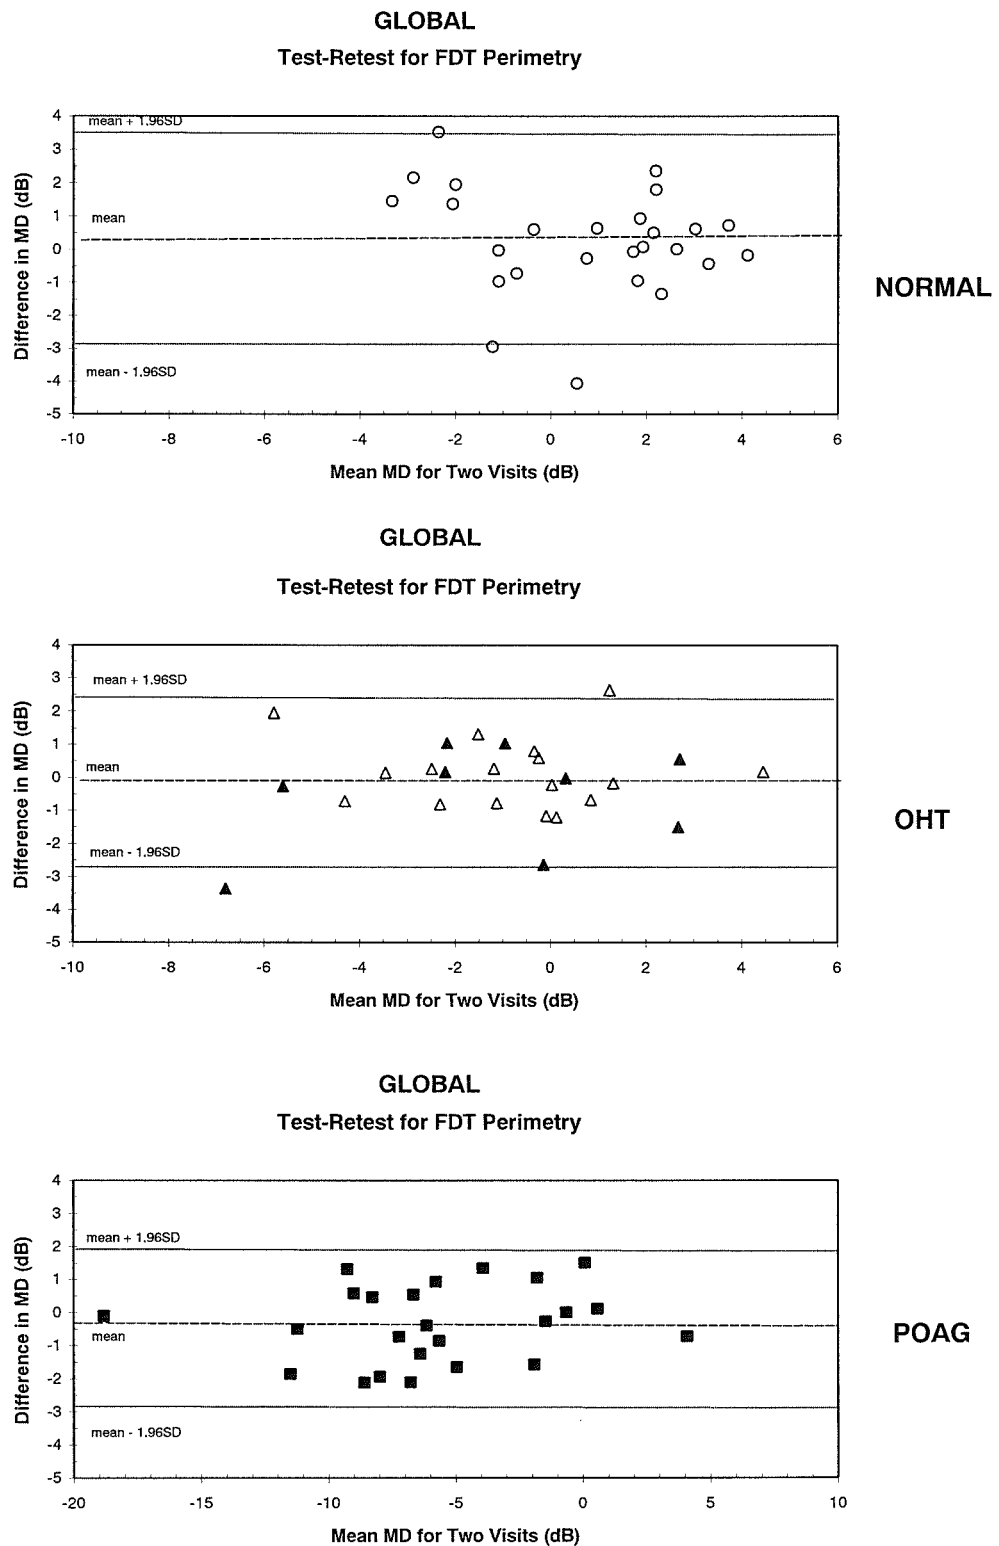 GLOBAL
Test-Retest for FDT Perimetry
Difference in MD (dB)
4
3
2
1
0
-1
-2
-3
-4
-5
mean + 1.96SD
mean
mean - 1.96SD
-10
-8
-6
-4
-2
0
2
4
6
Mean MD for Two Visits (dB)
NORMAL
GLOBAL
Test-Retest for FDT Perimetry
Difference in MD (dB)
4
3
2
1
0
-1
-2
-3
-4
-5
mean + 1.96SD
mean
mean - 1.96SD
-10
-8
-6
-4
-2
0
2
4
6
Mean MD for Two Visits (dB)
OHT
GLOBAL
Test-Retest for FDT Perimetry
Difference in MD (dB)
4
3
2
1
0
-1
-2
-3
-4
-5
mean + 1.96SD
mean
mean - 1.96SD
-20
-15
-10
-5
0
5
10
Mean MD for Two Visits (dB)
POAG